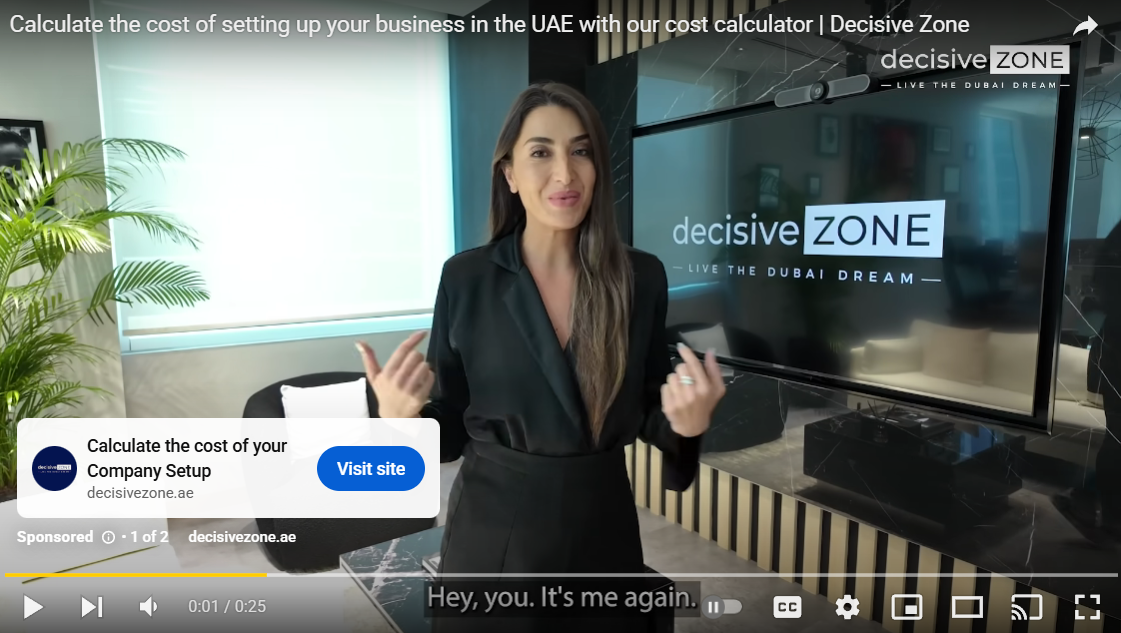 Calculate the cost of setting up your business in the UAE with our cost calculator | Decisive Zone
decisive ZONE
— LIVE THE DUBAI DREAM —
decisive ZONE
— LIVE THE DUBAI DREAM —
Calculate the cost of your
Company Setup
decisivezone.ae
Visit site
decisive ZONE
Sponsored • 1 of 2 decisivezone.ae
Hey, you. It's me again.
0:01 / 0:25
CC